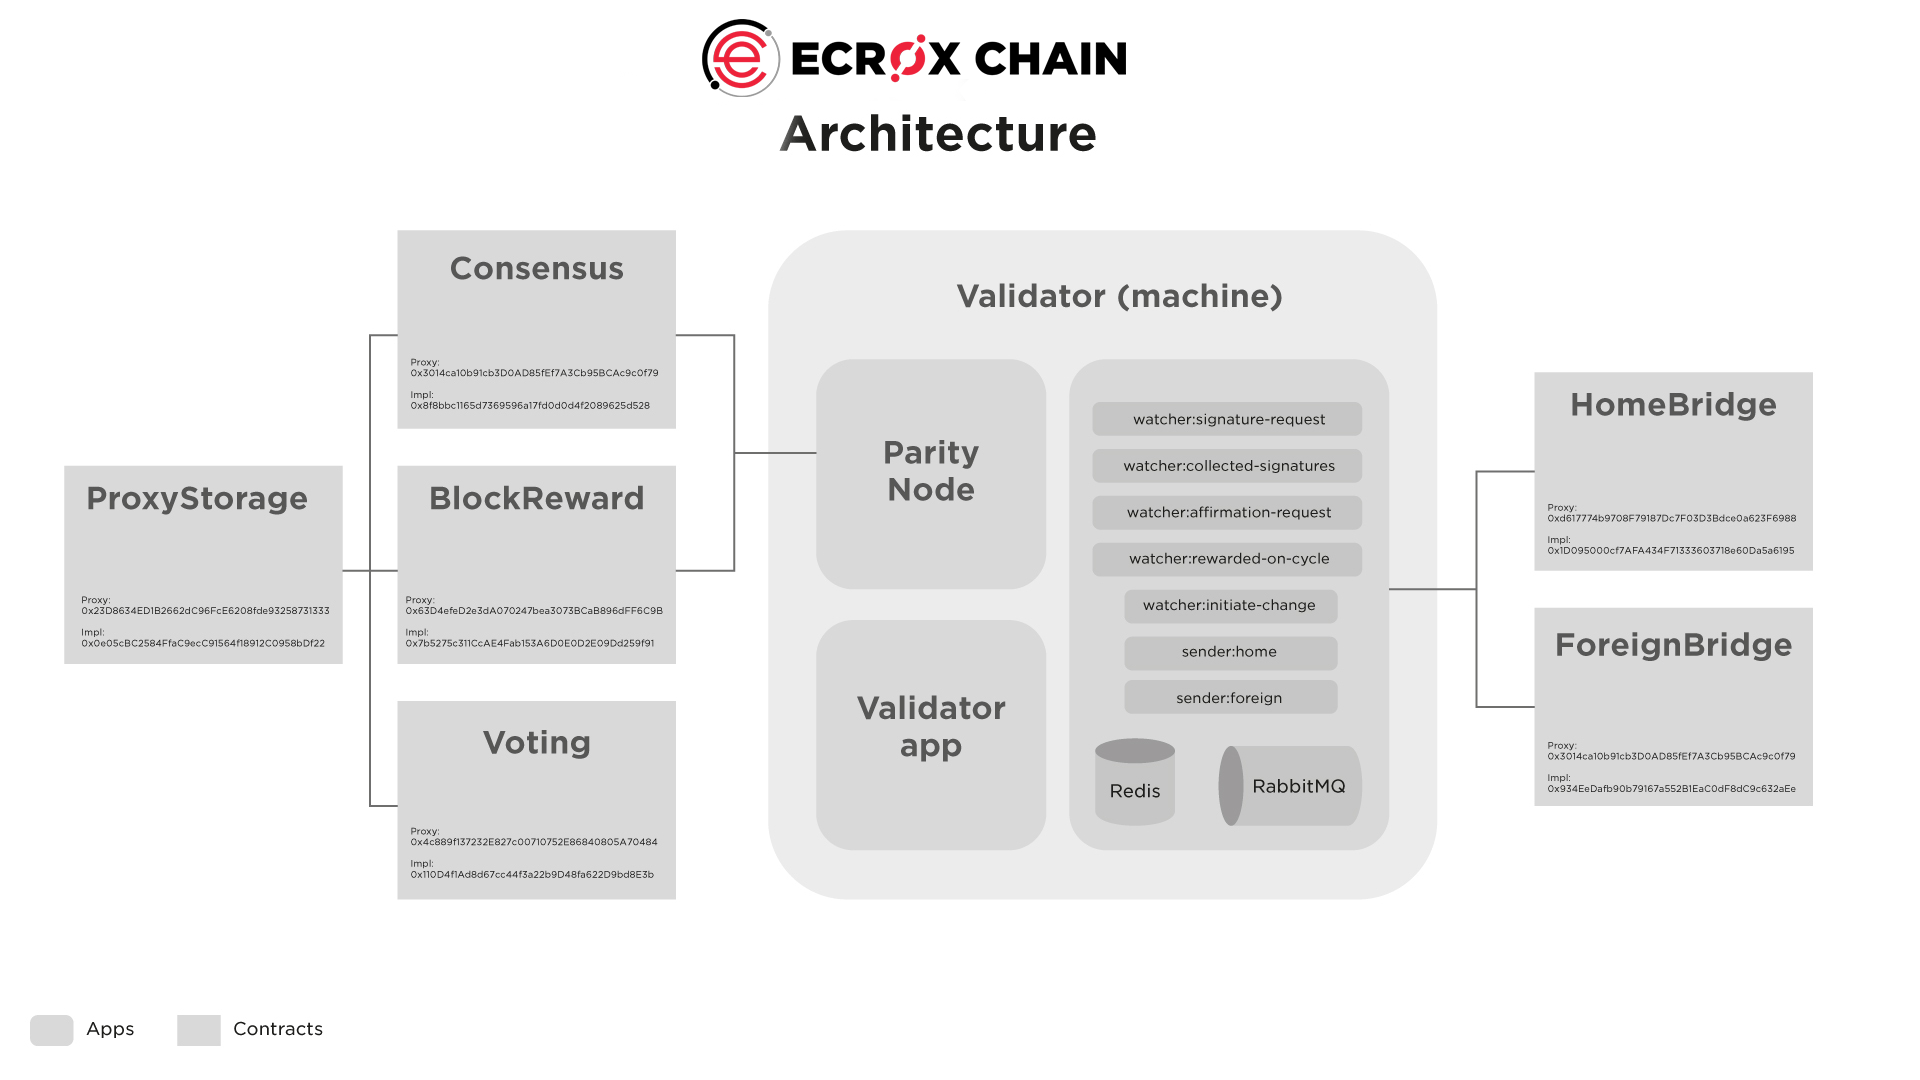 ECROX CHAIN
Architecture
Consensus
Proxy:
0x3014ca10b91cb3D0AD85fEf7A3Cb95BCAc9c0f79
Impl:
0x8f8bbc1165d7369596a17fd0d0d4f2089625d528
ProxyStorage
Proxy:
0x23D8634ED1B2662dC96FcE6208fde93258731333
Impl:
0x0e05cBC2584FfaC9ecC91564f18912C0958bDf22
BlockReward
Proxy:
0x63D4efeD2e3dA070247bea3073BCaB896dFF6C9B
Impl:
0x7b5275c311CcAE4Fab153A6D0E0D2E09Dd259f91
Voting
Proxy:
0x4c889f137232E827c00710752E86840805A70484
Impl:
0x110D4f1Ad8d67cc44f3a22b9D48fa622D9bd8E3b
Validator (machine)
Parity
Node
Validator
app
watcher:signature-request
watcher:collected-signatures
watcher:affirmation-request
watcher:rewarded-on-cycle
watcher:initiate-change
sender:home
sender:foreign
Redis
RabbitMQ
HomeBridge
Proxy:
0xd617774b9708F79187Dc7F03D3Bdce0a623F6988
Impl:
0x1D095000cf7AFA434F71333603718e60Da5a6195
ForeignBridge
Proxy:
0x3014ca10b91cb3D0AD85fEf7A3Cb95BCAc9c0f79
Impl:
0x934EeDafb90b79167a552B1EaC0dF8dC9c632aEe
Apps
Contracts